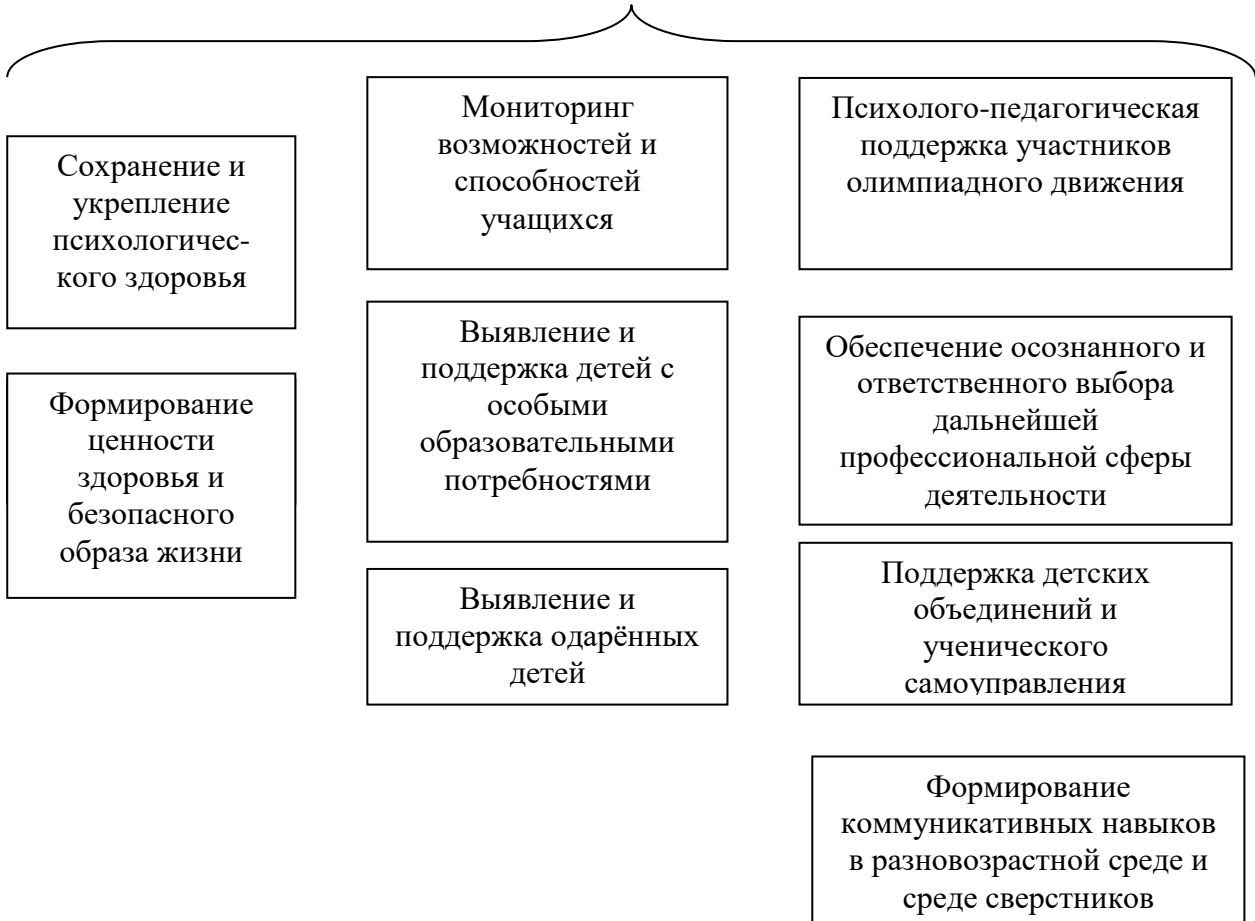 Сохранение и
укрепление
психологичес-
кого здоровья
Формирование
ценности
здоровья и
безопасного
образа жизни
Мониторинг
возможностей и
способностей
учащихся
Выявление и
поддержка детей с
особыми
образовательными
потребностями
Выявление и
поддержка одарённых
детей
Психолого-педагогическая
поддержка участников
олимпиадного движения
Обеспечение осознанного и
ответственного выбора
дальнейшей
профессиональной сферы
деятельности
Поддержка детских
объединений и
ученического
самоуправления
Формирование
коммуникативных навыков
в разновозрастной среде и
среде сверстников